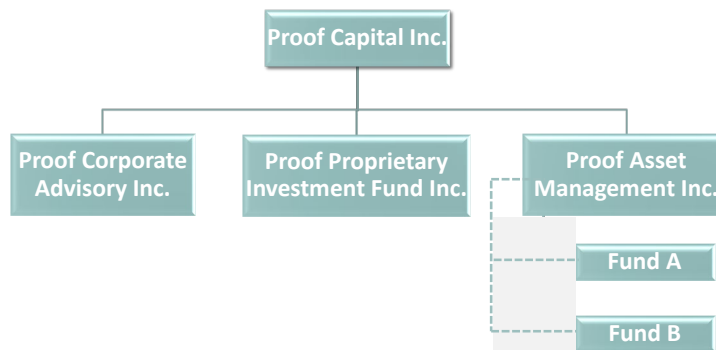 Proof Capital Inc.
Proof Corporate
Advisory Inc.
Proof Proprietary
Investment Fund Inc.
Proof Asset
Management Inc.
Fund A
Fund B